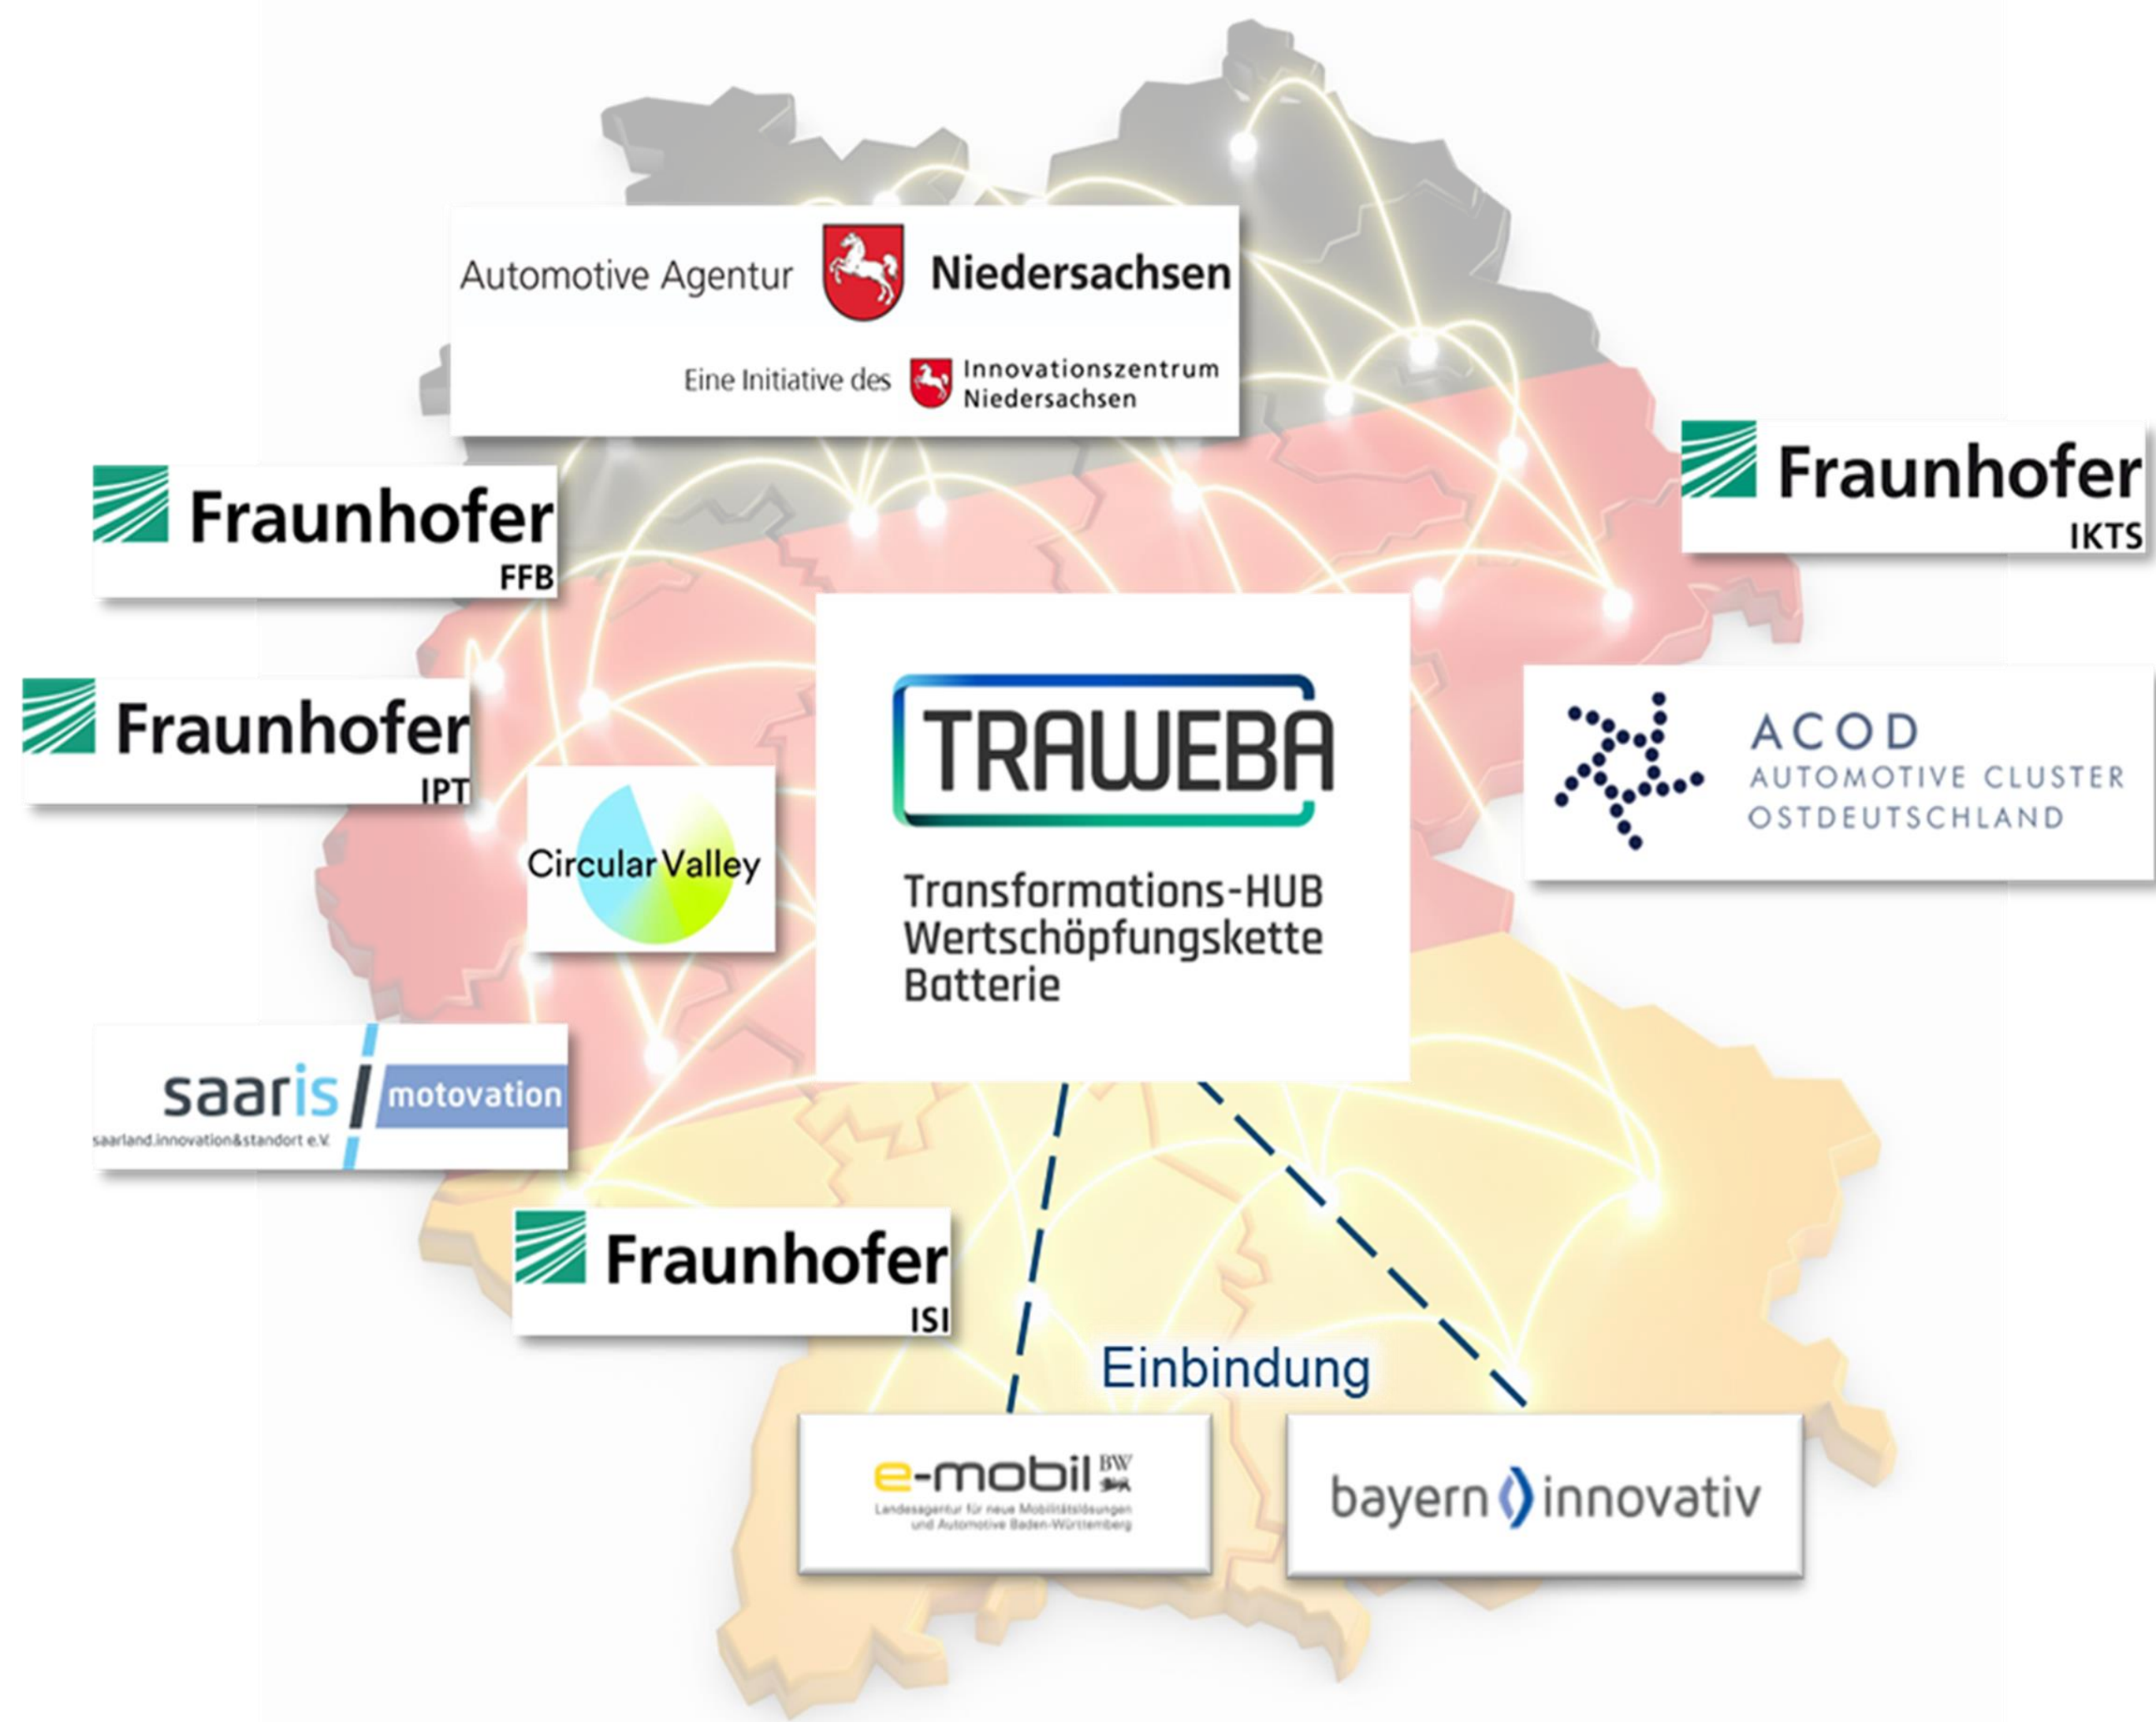 Automotive Agentur Niedersachsen
Eine Initiative des Innovationszentrum
Niedersachsen
Fraunhofer
FFB
Fraunhofer
IKTS
Fraunhofer
IPT
TRAWEBA
Transformations-HUB
Wertschöpfungskette
Batterie
ACOD
AUTOMOTIVE CLUSTER
OSTDEUTSCHLAND
Circular Valley
saaris motovation
saarland.innovation&standort e.V.
Fraunhofer
ISI
Einbindung
e-mobil BW
Landesagentur für neue Mobilitätslösungen
und Automotive Baden-Württemberg
bayern innovativ